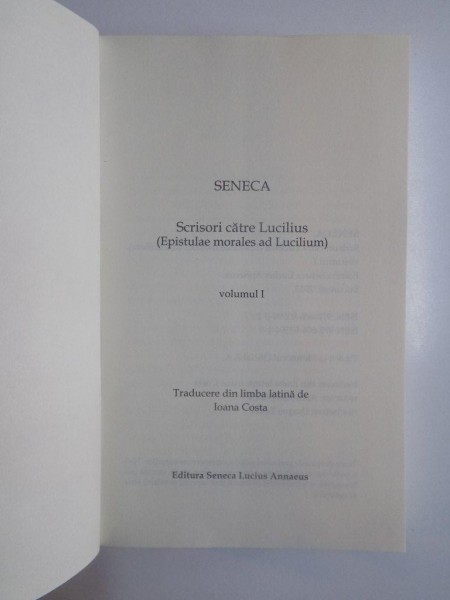 SENECA
Scrisori către Lucilius
(Epistulae morales ad Lucilium)
volumul I
Traducere din limba latină de
Ioana Costa
Editura Seneca Lucius Annaeus